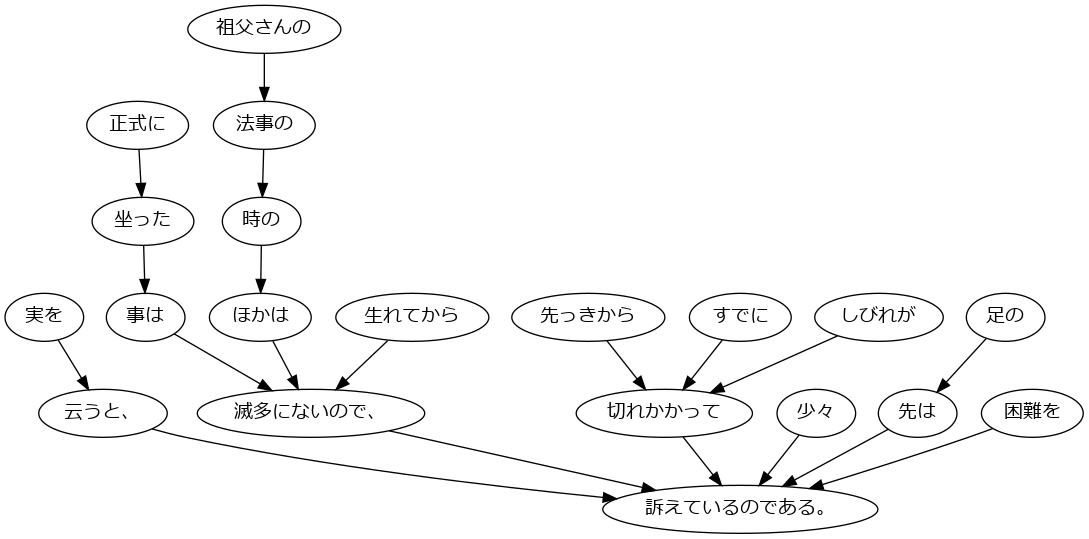 祖父さんの
正式に
法事の
坐った
時の
実を
事は
ほかは
生れてから
先っきから
すでに
しびれが
足の
云うと、
滅多にないので、
切れかかって
少々
先は
困難を
訴えているのである。